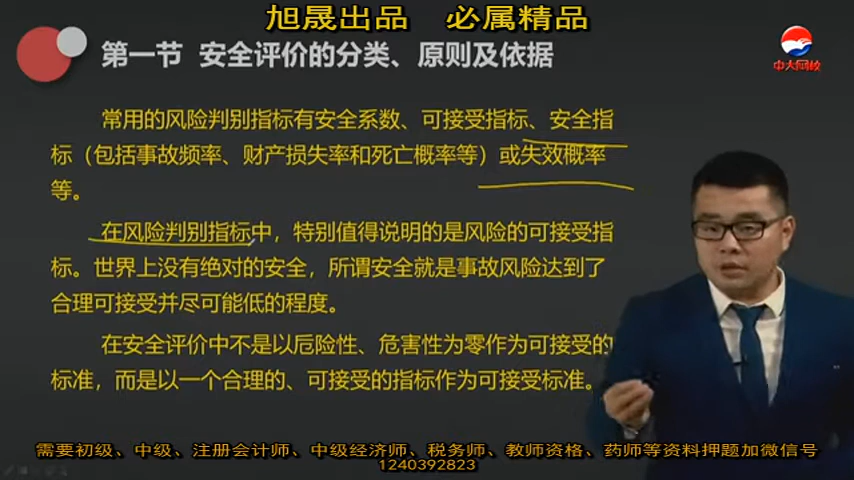 旭晟出品 必属精品
第一节 安全评价的分类、原则及依据
中大网校
常用的风险判别指标有安全系数、可接受指标、安全指
标（包括事故频率、财产损失率和死亡概率等）或失效概率
等。
在风险判别指标中，特别值得说明的是风险的可接受指
标。世界上没有绝对的安全，所谓安全就是事故风险达到了
合理可接受并尽可能低的程度。
在安全评价中不是以危险性、危害性为零作为可接受的
标准，而是以一个合理的、可接受的指标作为可接受标准。
需要初级、中级、注册会计师、中级经济师、税务师、教师资格、药师等资料押题加微信号
1240392823